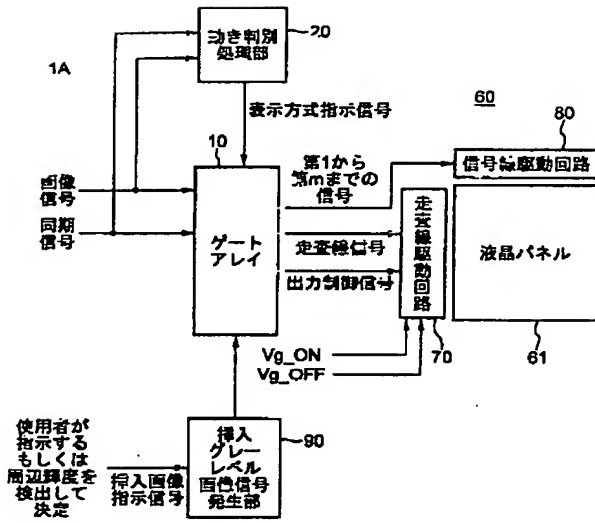 1A
動き判別
処理部
20
表示方式指示信号
60
10
80
第1から
第mまでの
信号
信号線駆動回路
画像
信号
同期
信号
ゲート
アレイ
走査線信号
出力制御信号
走査線駆動回路
液晶パネル
70
61
Vg_ON
Vg_OFF
使用者が
指示する
もしくは
周辺輝度を
検出して
決定
挿入画像
指示信号
挿入
グレー
レベル
画像信号
発生部
90